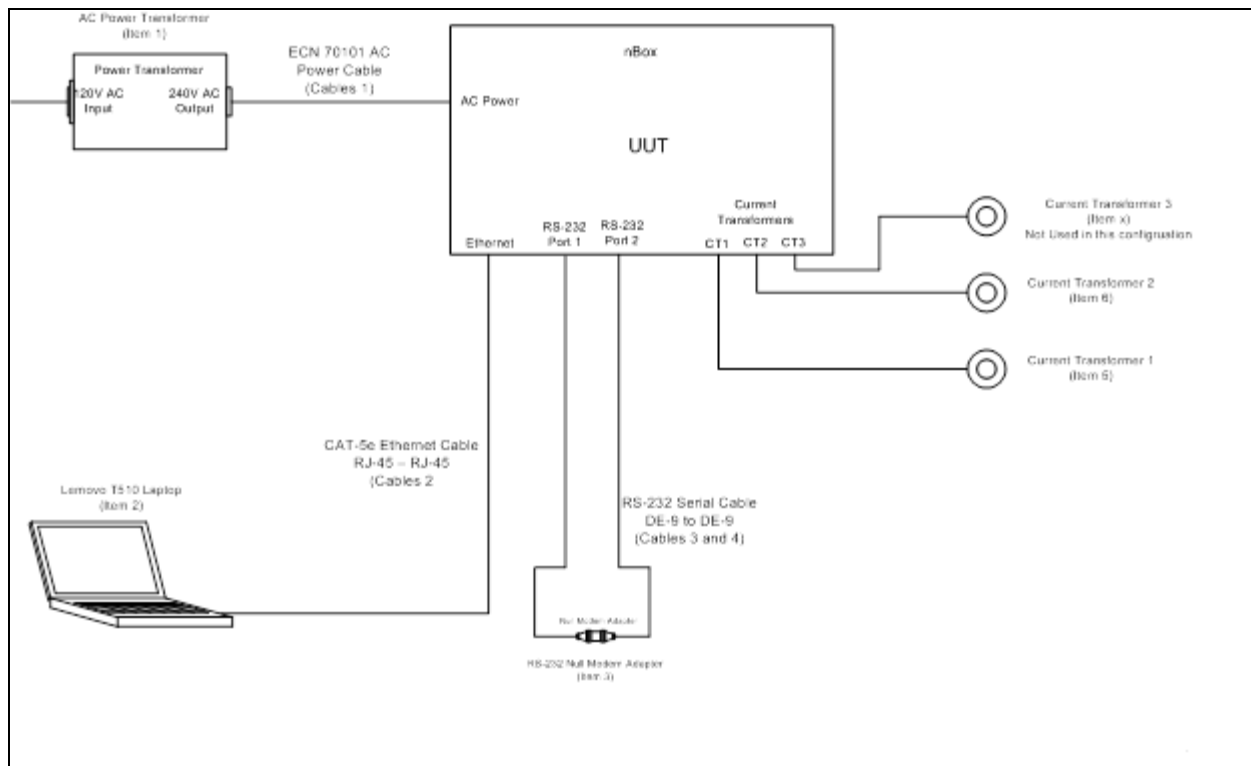 AC Power Transformer
(Item 1)
Power Transformer
120V AC
Input
240V AC
Output
ECN 70101 AC
Power Cable
(Cables 1)
nBox
AC Power
UUT
Current
Transformers
CT1
CT2
CT3
RS-232
Port 1
RS-232
Port 2
Ethernet
Current Transformer 3
(Item x)
Not Used in this configruation
Current Transformer 2
(Item 6)
Current Transformer 1
(Item 5)
CAT-5e Ethernet Cable
RJ-45 – RJ-45
(Cables 2
Lemovo T510 Laptop
(Item 2)
RS-232 Serial Cable
DE-9 to DE-9
(Cables 3 and 4)
Null Modem Adapter
RS-232 Null Modem Adapter
(Item 3)